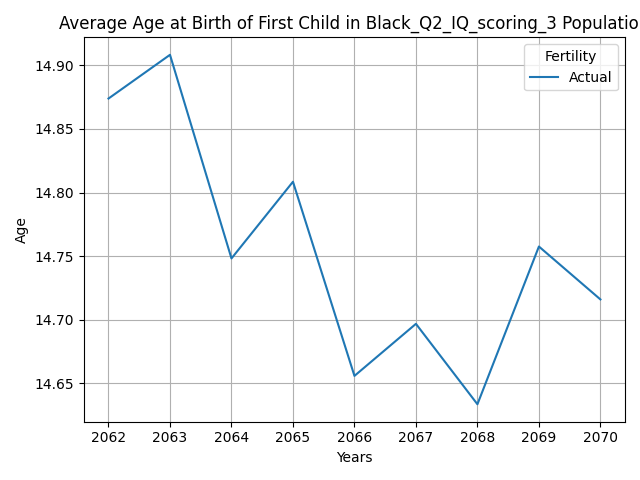 Average Age at Birth of First Child in Black_Q2_IQ_scoring_3 Populatio
Fertility
Actual
14.90
14.85
14.80
14.75
14.70
14.65
Age
2062 2063 2064 2065 2066 2067 2068 2069 2070
Years